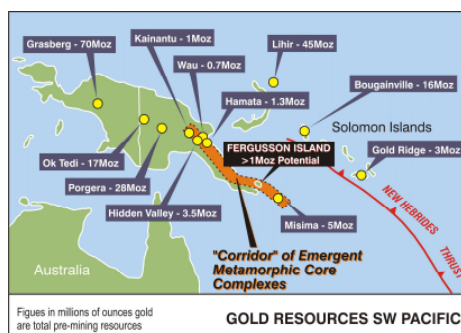 Grasberg - 70Moz
Kainantu - 1Moz
Lihir - 45Moz
Wau - 0.7Moz
Bougainville - 16Moz
Hamata - 1.3Moz
Solomon Islands
FERGUSSON ISLAND
>1Moz Potential
Gold Ridge - 3Moz
Ok Tedi - 17Moz
Porgera - 28Moz
Hidden Valley - 3.5Moz
Misima - 5Moz
NEW HEBRIDES
THRUST
"Corridor" of Emergent
Metamorphic Core
Complexes
Australia
Figues in millions of ounces gold
are total pre-mining resources
GOLD RESOURCES SW PACIFIC